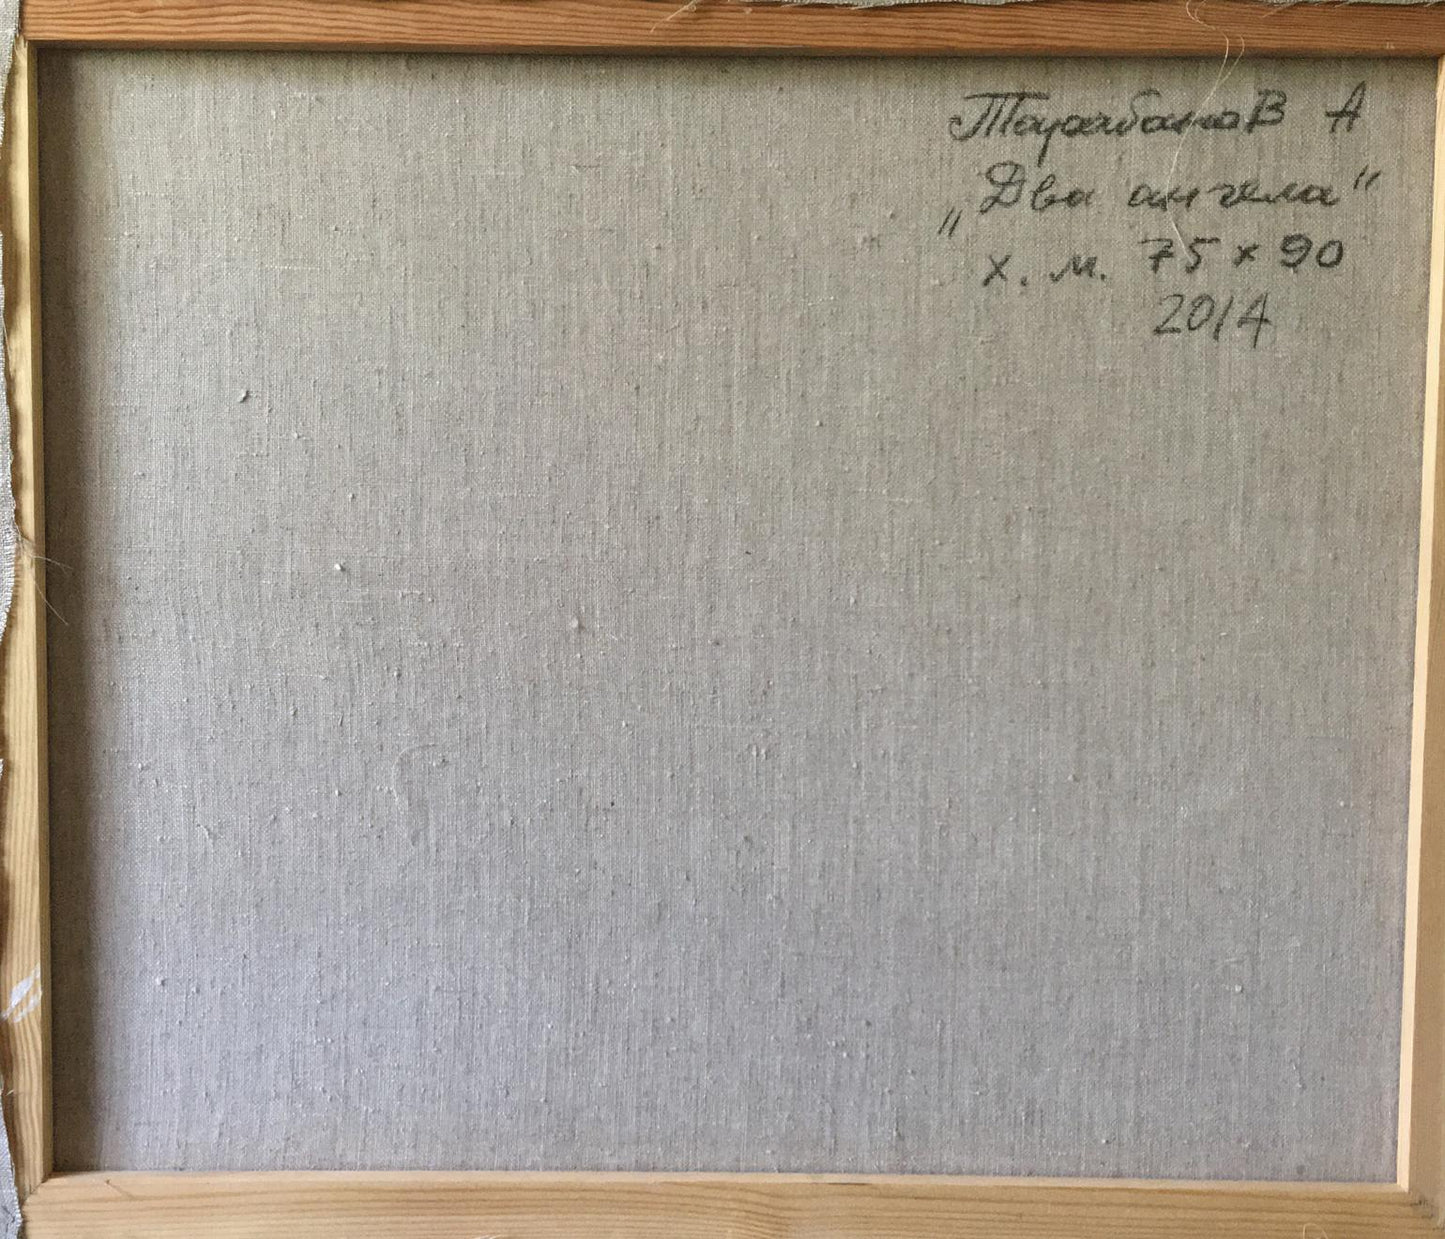 Тарабанов А
„Два ангела"
х. м. 75 х 90
2014